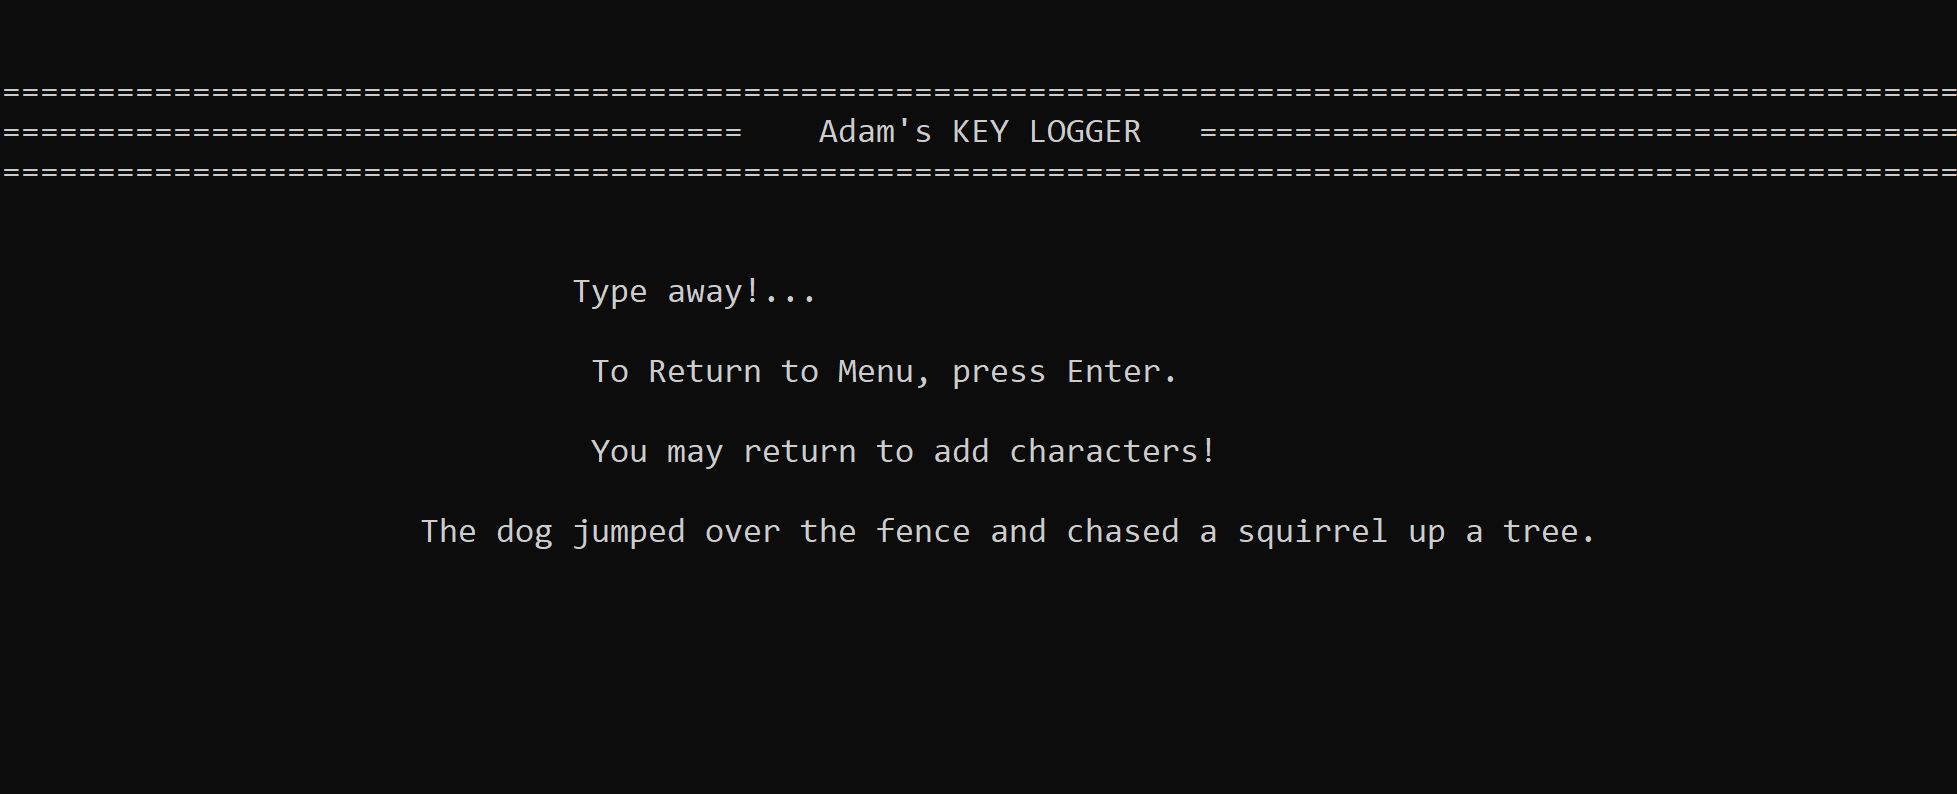 =======================================================================================================
=======================================    Adam's KEY LOGGER   ========================================
=======================================================================================================
Type away!...
To Return to Menu, press Enter.
You may return to add characters!
The dog jumped over the fence and chased a squirrel up a tree.